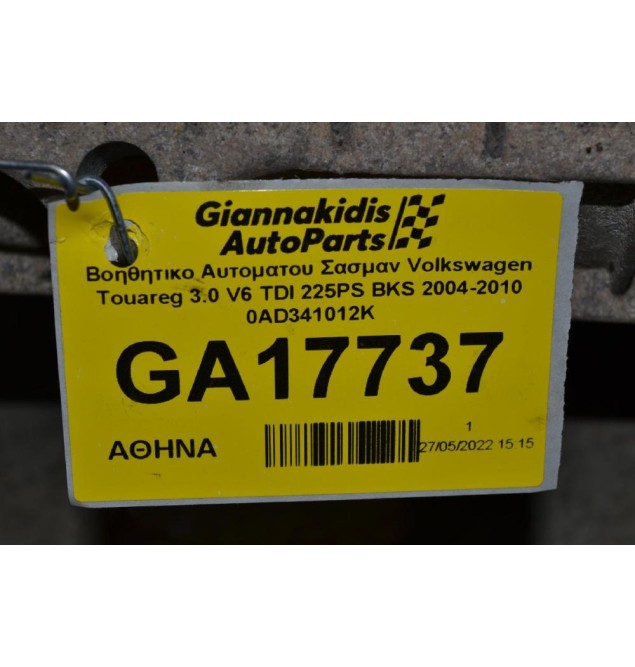 Giannakidis
AutoParts
Βοηθητικο Αυτοματου Σασμαν Volkswagen
Touareg 3.0 V6 TDI 225PS BKS 2004-2010
0AD341012K
GA17737
ΑΘΗΝΑ
1
27/05/2022 15:15